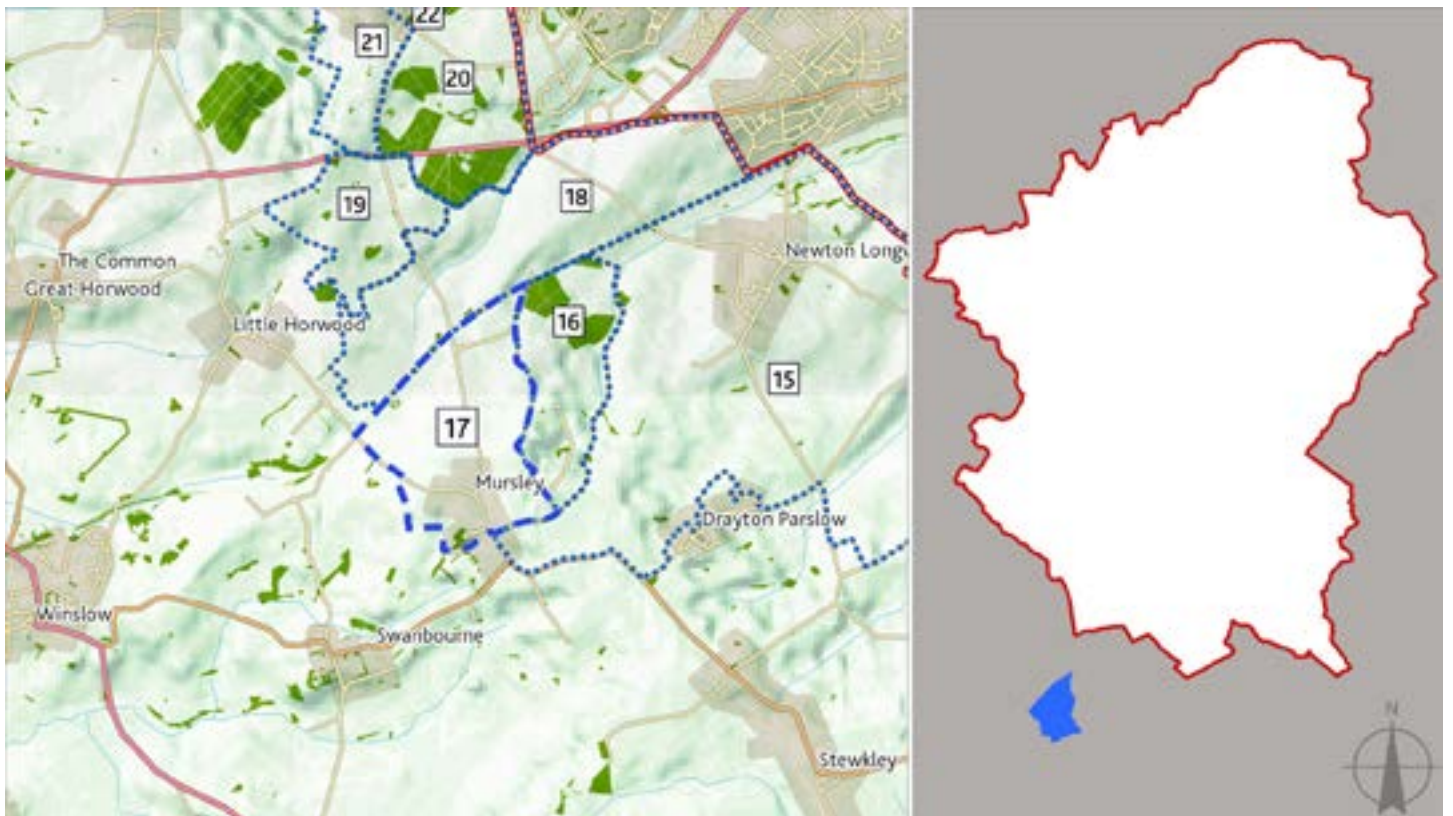 22
21
20
19
18
The Common
Newton Longv
Great Horwood
Little Horwood
16
15
17
Mursley
Drayton Parslow
Winslow
Swanbourne
Stewkley
N